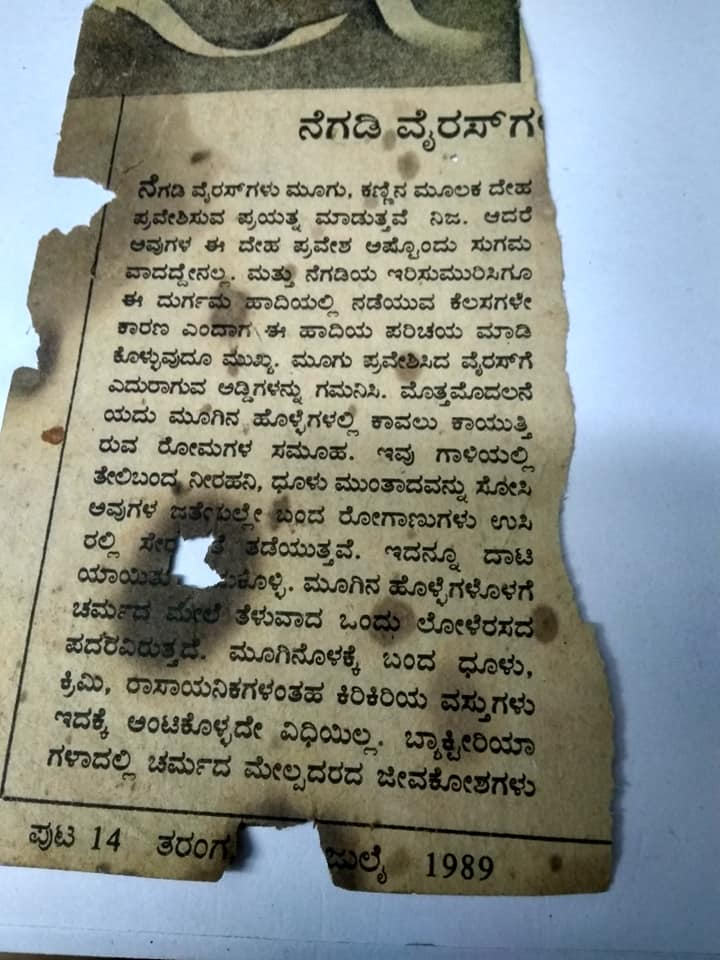 ನೆಗಡಿ ವೈರಸ್‌ಗ
ನೆಗಡಿ ವೈರಸ್‌ಗಳು ಮೂಗು, ಕಣ್ಣಿನ ಮೂಲಕ ದೇಹ
ಪ್ರವೇಶಿಸುವ ಪ್ರಯತ್ನ ಮಾಡುತ್ತವೆ ನಿಜ. ಆದರೆ
ಅವುಗಳ ಈ ದೇಹ ಪ್ರವೇಶ ಅಷ್ಟೊಂದು ಸುಗಮ
ವಾದದ್ದೇನಲ್ಲ. ಮತ್ತು ನೆಗಡಿಯ ಇರಿಸುಮುರಿಸಿಗೂ
ಈ ದುರ್ಗಮ ಹಾದಿಯಲ್ಲಿ ನಡೆಯುವ ಕೆಲಸಗಳೇ
ಕಾರಣ ಎಂದಾಗ ಈ ಹಾದಿಯ ಪರಿಚಯ ಮಾಡಿ
ಕೊಳ್ಳುವುದೂ ಮುಖ್ಯ. ಮೂಗು ಪ್ರವೇಶಿಸಿದ ವೈರಸ್‌ಗೆ
ಎದುರಾಗುವ ಅಡ್ಡಿಗಳನ್ನು ಗಮನಿಸಿ. ಮೊತ್ತಮೊದಲನೆ
ಯದು ಮೂಗಿನ ಹೊಳ್ಳೆಗಳಲ್ಲಿ ಕಾವಲು ಕಾಯುತ್ತಿ
ರುವ ರೋಮಗಳ ಸಮೂಹ. ಇವು ಗಾಳಿಯಲ್ಲಿ
ತೇಲಿಬಂದ ನೀರಹನಿ, ಧೂಳು ಮುಂತಾದವನ್ನು ಸೋಸಿ
ಅವುಗಳ ಜತೆಯಲ್ಲೇ ಬಂದ ರೋಗಾಣುಗಳು ಉಸಿ
ರಲ್ಲಿ ಸೇರ ತೆ ತಡೆಯುತ್ತವೆ. ಇದನ್ನೂ ದಾಟಿ
ಯಾಯಿತು ಕೊಳ್ಳಿ. ಮೂಗಿನ ಹೊಳ್ಳೆಗಳೊಳಗೆ
ಚರ್ಮದ ಮೇಲೆ ತೆಳುವಾದ ಒಂದು ಲೋಳೆರಸದ
ಪದರವಿರುತ್ತದೆ. ಮೂಗಿನೊಳಕ್ಕೆ ಬಂದ ಧೂಳು,
ಕ್ರಿಮಿ, ರಾಸಾಯನಿಕಗಳಂತಹ ಕಿರಿಕಿರಿಯ ವಸ್ತುಗಳು
ಇದಕ್ಕೆ ಅಂಟಿಕೊಳ್ಳದೇ ವಿಧಿಯಿಲ್ಲ. ಬ್ಯಾಕ್ಟೀರಿಯಾ
ಗಳಾದಲ್ಲಿ ಚರ್ಮದ ಮೇಲ್ಪದರದ ಜೀವಕೋಶಗಳು
ಪುಟ 14 ತರಂಗ, ಜುಲೈ 1989